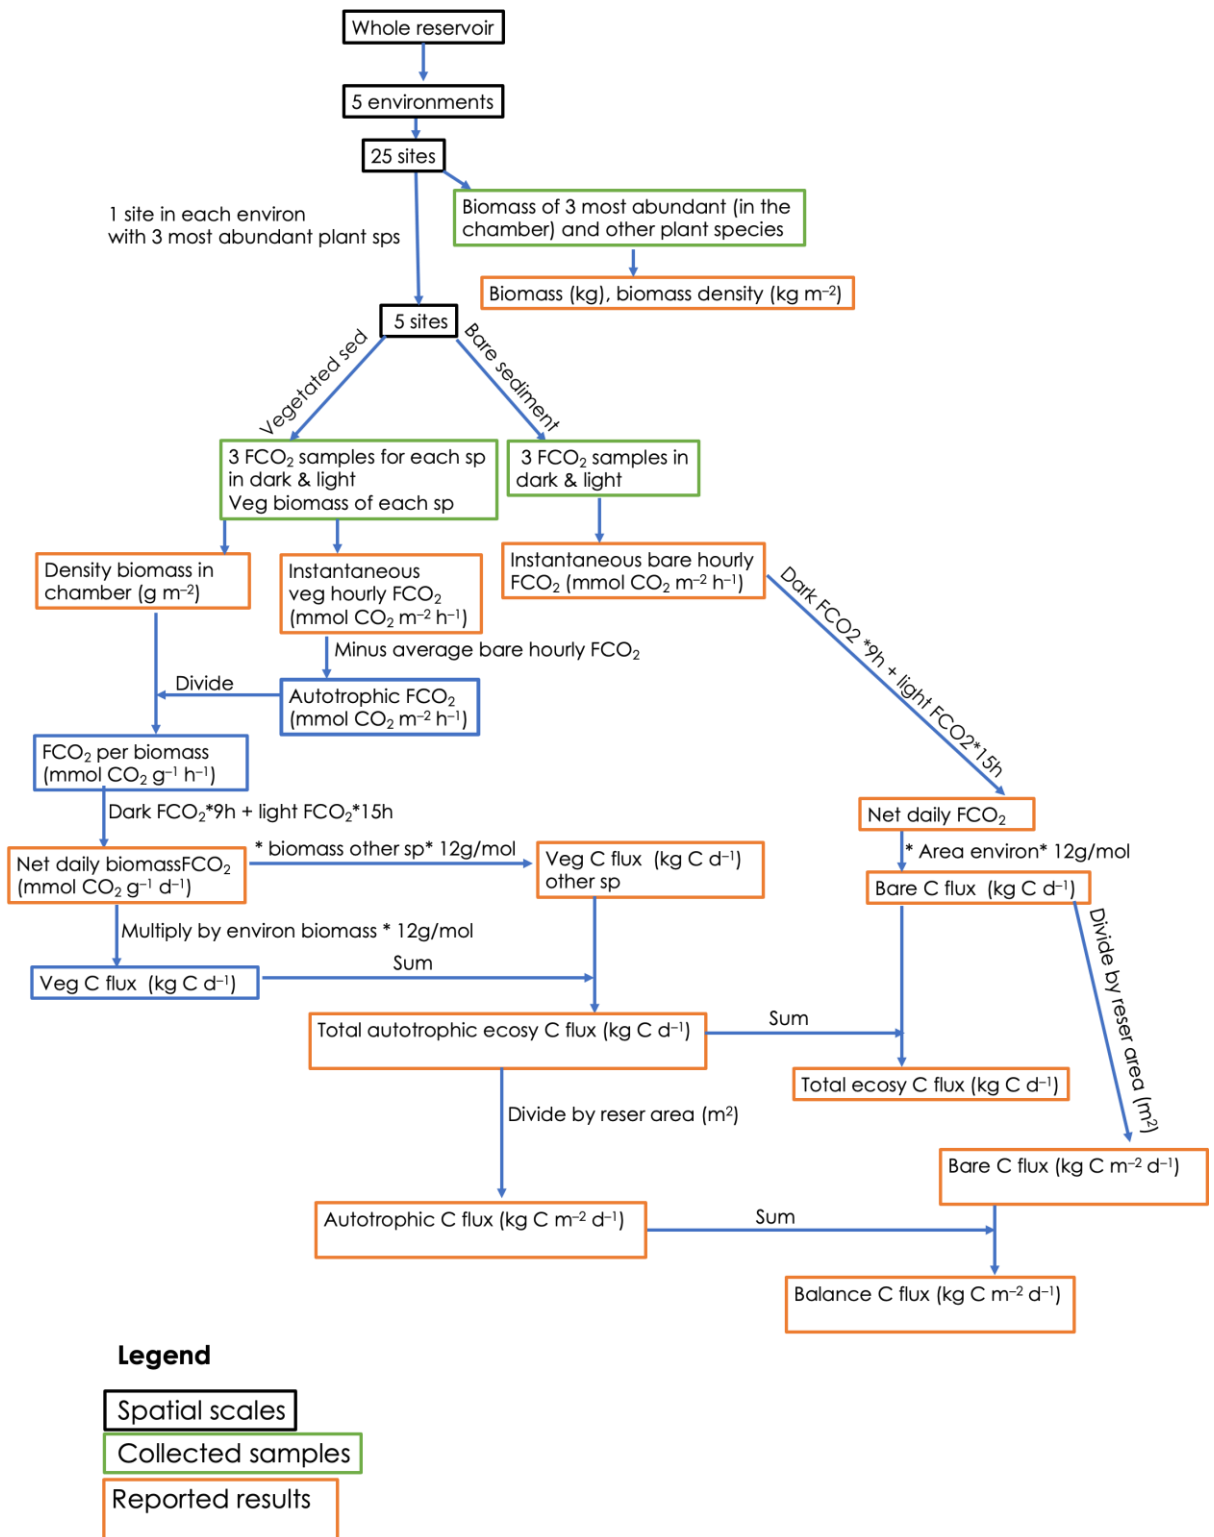 Whole reservoir
5 environments
25 sites
1 site in each environ
with 3 most abundant plant sps
Biomass of 3 most abundant (in the
chamber) and other plant species
Biomass (kg), biomass density (kg m⁻²)
5 sites
Vegetated sed
Bare sediment
3 FCO₂ samples for each sp
in dark & light
Veg biomass of each sp
3 FCO₂ samples in
dark & light
Density biomass in
chamber (g m⁻²)
Instantaneous
veg hourly FCO₂
(mmol CO₂ m⁻² h⁻¹)
Instantaneous bare hourly
FCO₂ (mmol CO₂ m⁻² h⁻¹)
Dark FCO2 *9h + light FCO2*15h
Minus average bare hourly FCO₂
Divide
Autotrophic FCO₂
(mmol CO₂ m⁻² h⁻¹)
FCO₂ per biomass
(mmol CO₂ g⁻¹ h⁻¹)
Dark FCO₂*9h + light FCO₂*15h
Net daily FCO₂
* Area environ* 12g/mol
Net daily biomassFCO₂
(mmol CO₂ g⁻¹ d⁻¹)
* biomass other sp* 12g/mol
Veg C flux (kg C d⁻¹)
other sp
Bare C flux (kg C d⁻¹)
Multiply by environ biomass * 12g/mol
Divide by reser area (m²)
Veg C flux (kg C d⁻¹)
Sum
Total autotrophic ecosy C flux (kg C d⁻¹)
Sum
Total ecosy C flux (kg C d⁻¹)
Divide by reser area (m²)
Bare C flux (kg C m⁻² d⁻¹)
Autotrophic C flux (kg C m⁻² d⁻¹)
Sum
Balance C flux (kg C m⁻² d⁻¹)
Legend
Spatial scales
Collected samples
Reported results